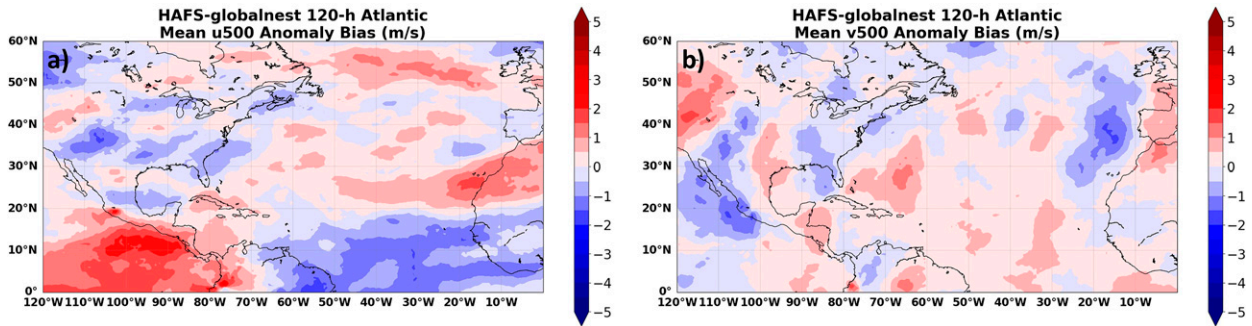 HAFS-globalnest 120-h Atlantic
Mean u500 Anomaly Bias (m/s)
a)
60°N
50°N
40°N
30°N
20°N
10°N
0°
120°W110°W 100°W 90°W 80°W 70°W 60°W 50°W 40°W 30°W 20°W 10°W
5
4
3
2
1
0
−1
−2
−3
−4
−5
HAFS-globalnest 120-h Atlantic
Mean v500 Anomaly Bias (m/s)
b)
60°N
50°N
40°N
30°N
20°N
10°N
0°
120°W110°W 100°W 90°W 80°W 70°W 60°W 50°W 40°W 30°W 20°W 10°W
5
4
3
2
1
0
−1
−2
−3
−4
−5